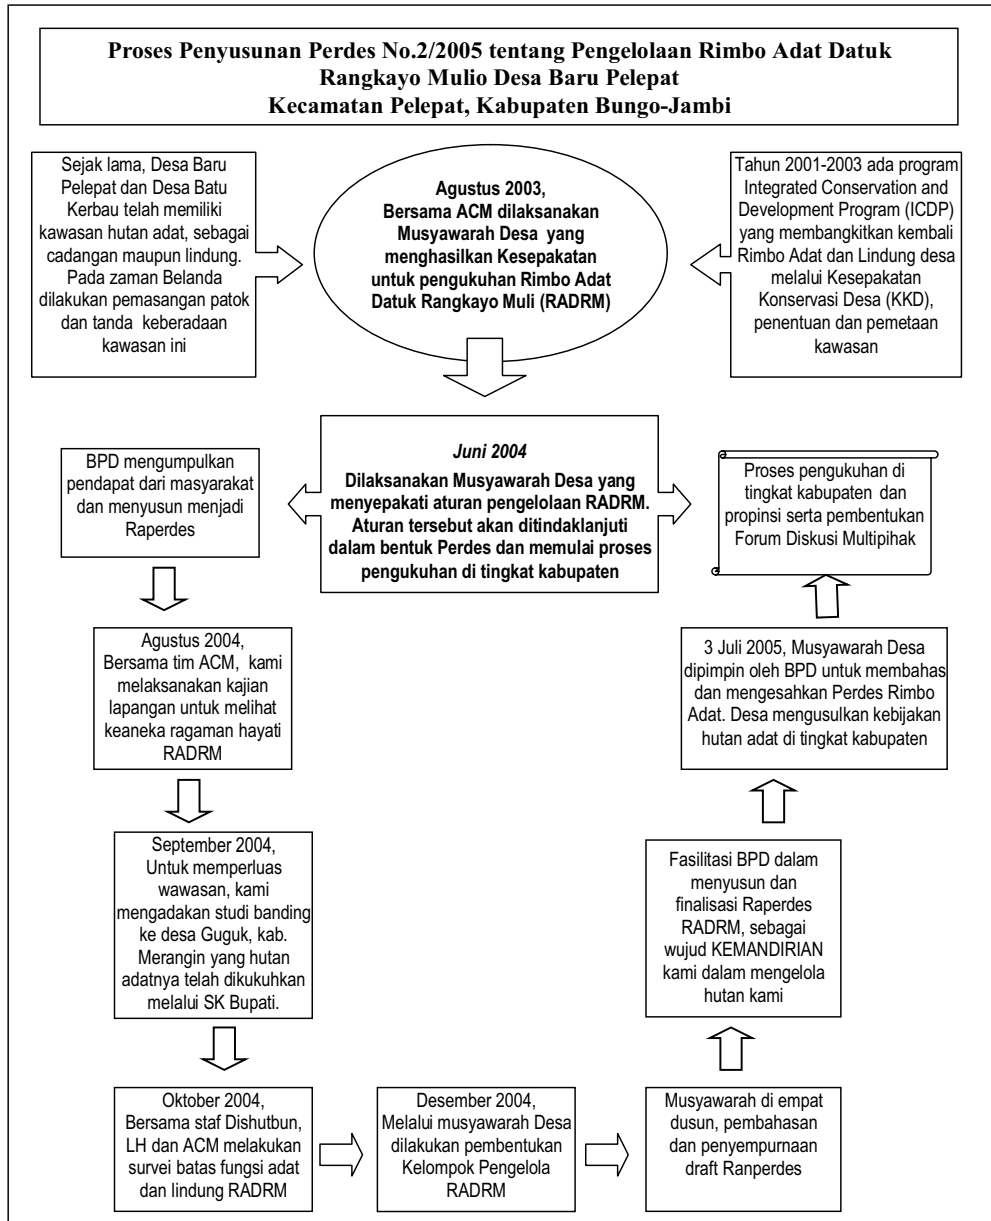 Proses Penyusunan Perdes No.2/2005 tentang Pengelolaan Rimbo Adat Datuk
Rangkayo Mulio Desa Baru Pelepat
Kecamatan Pelepat, Kabupaten Bungo-Jambi
Sejak lama, Desa Baru
Pelepat dan Desa Batu
Kerbau telah memiliki
kawasan hutan adat, sebagai
cadangan maupun lindung.
Pada zaman Belanda
dilakukan pemasangan patok
dan tanda keberadaan
kawasan ini
Agustus 2003,
Bersama ACM dilaksanakan
Musyawarah Desa yang
menghasilkan Kesepakatan
untuk pengukuhan Rimbo Adat
Datuk Rangkayo Muli (RADRM)
Tahun 2001-2003 ada program
Integrated Conservation and
Development Program (ICDP)
yang membangkitkan kembali
Rimbo Adat dan Lindung desa
melalui Kesepakatan
Konservasi Desa (KKD),
penentuan dan pemetaan
kawasan
Juni 2004
Dilaksanakan Musyawarah Desa yang
menyepakati aturan pengelolaan RADRM.
Aturan tersebut akan ditindaklanjuti
dalam bentuk Perdes dan memulai proses
pengukuhan di tingkat kabupaten
BPD mengumpulkan
pendapat dari masyarakat
dan menyusun menjadi
Raperdes
Agustus 2004,
Bersama tim ACM, kami
melaksanakan kajian
lapangan untuk melihat
keaneka ragaman hayati
RADRM
September 2004,
Untuk memperluas
wawasan, kami
mengadakan studi banding
ke desa Guguk, kab.
Merangin yang hutan
adatnya telah dikukuhkan
melalui SK Bupati.
Oktober 2004,
Bersama staf Dishutbun,
LH dan ACM melakukan
survei batas fungsi adat
dan lindung RADRM
Desember 2004,
Melalui musyawarah Desa
dilakukan pembentukan
Kelompok Pengelola
RADRM
Musyawarah di empat
dusun, pembahasan
dan penyempurnaan
draft Ranperdes
Fasilitasi BPD dalam
menyusun dan
finalisasi Raperdes
RADRM, sebagai
wujud KEMANDIRIAN
kami dalam mengelola
hutan kami
3 Juli 2005, Musyawarah Desa
dipimpin oleh BPD untuk membahas
dan mengesahkan Perdes Rimbo
Adat. Desa mengusulkan kebijakan
hutan adat di tingkat kabupaten
Proses pengukuhan di
tingkat kabupaten dan
propinsi serta pembentukan
Forum Diskusi Multipihak